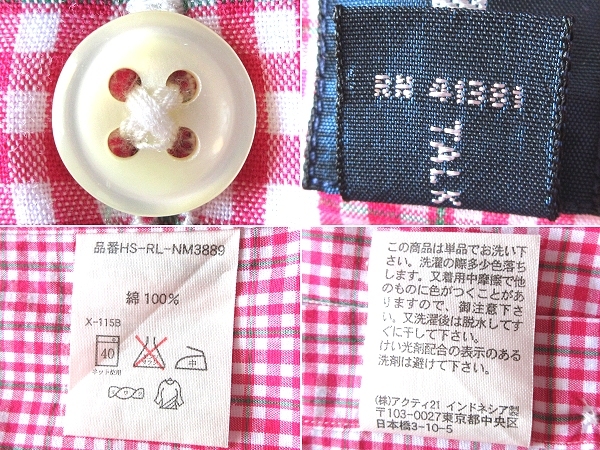 TALK
品番HS-RL-NM3889
綿 100%
X-115B
40
ネット使用
中
この商品は単品でお洗い下
さい。洗濯の際多少色落ち
します。又着用中摩擦で他
のものに色がつくことがあ
りますので、御注意下さ
い。又洗濯後は脱水してす
ぐに干して下さい。
けい光剤配合の表示のある
洗剤は避けて下さい。
(株)アクティ21 インドネシア製
〒103-0027東京都中央区
日本橋3-10-5